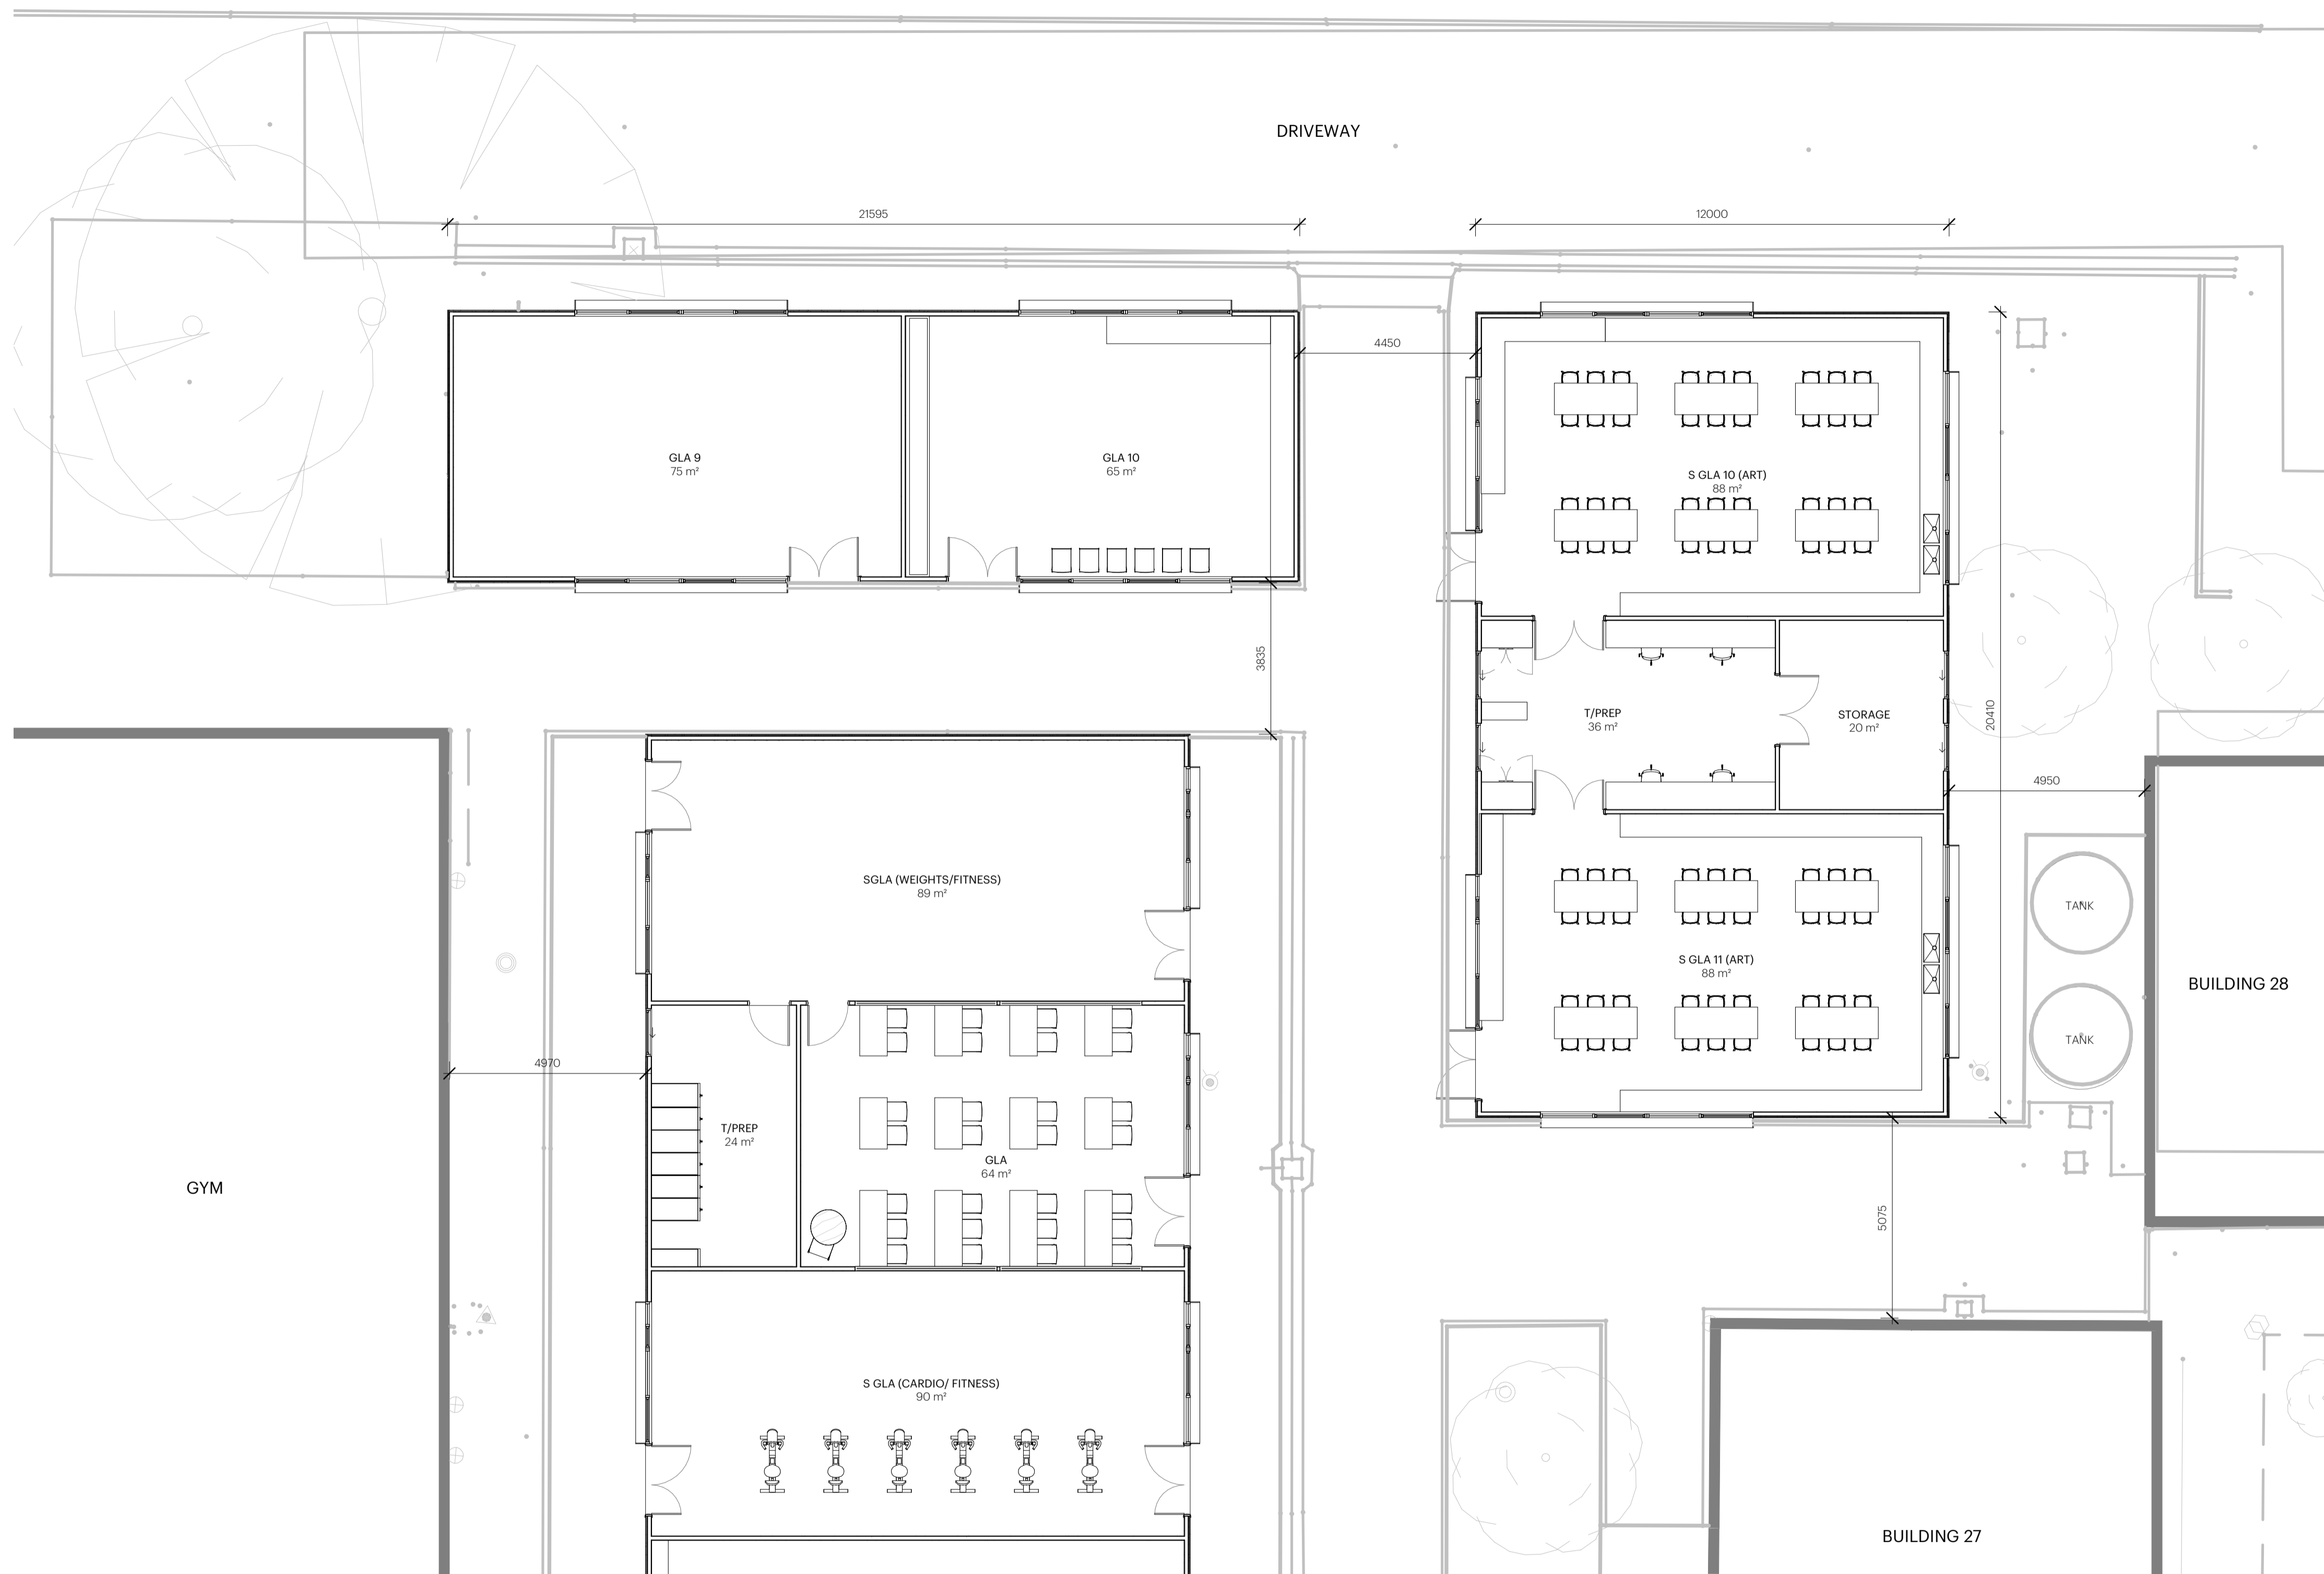 DRIVEWAY
21595
12000
4450
GLA 9
75 m²
GLA 10
65 m²
S GLA 10 (ART)
88 m²
3835
T/PREP
36 m²
STORAGE
20 m²
20410
4950
SGLA (WEIGHTS/FITNESS)
89 m²
TANK
S GLA 11 (ART)
88 m²
BUILDING 28
TANK
4970
T/PREP
24 m²
GLA
64 m²
GYM
5075
S GLA (CARDIO/ FITNESS)
90 m²
BUILDING 27